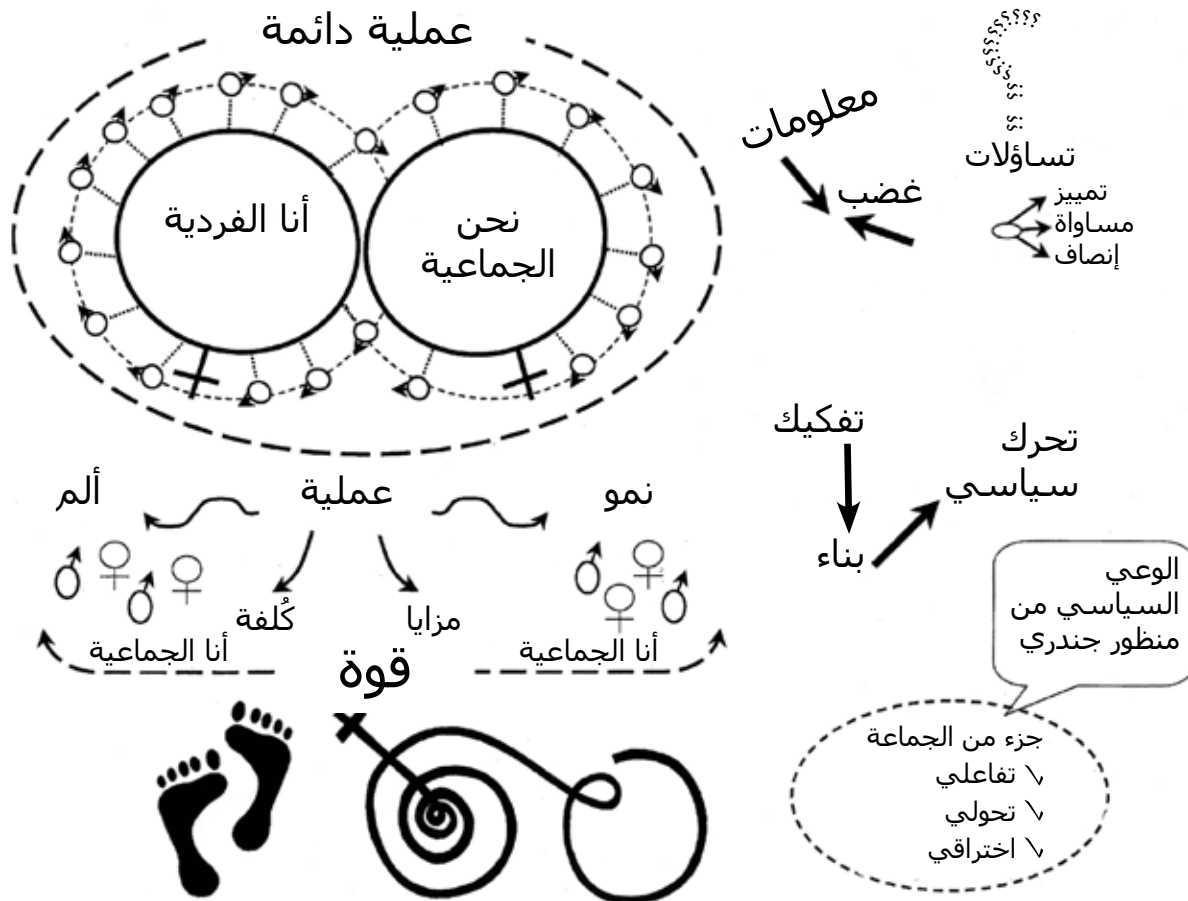 عملية دائمة
أنا الفردية
نحن
الجماعية
؟؟؟؟؟؟؟؟؟؟؟؟؟؟؟؟؟؟
معلومات
غضب
تساؤلات
تمييز
مساواة
إنصاف
ألم
عملية
نمو
كُلفة
مزايا
أنا الجماعية
أنا الجماعية
قوة
تفكيك
بناء
تحرك
سياسي
الوعي
السياسي من
منظور جندري
جزء من الجماعة
تفاعلي
تحولي
اختراقي